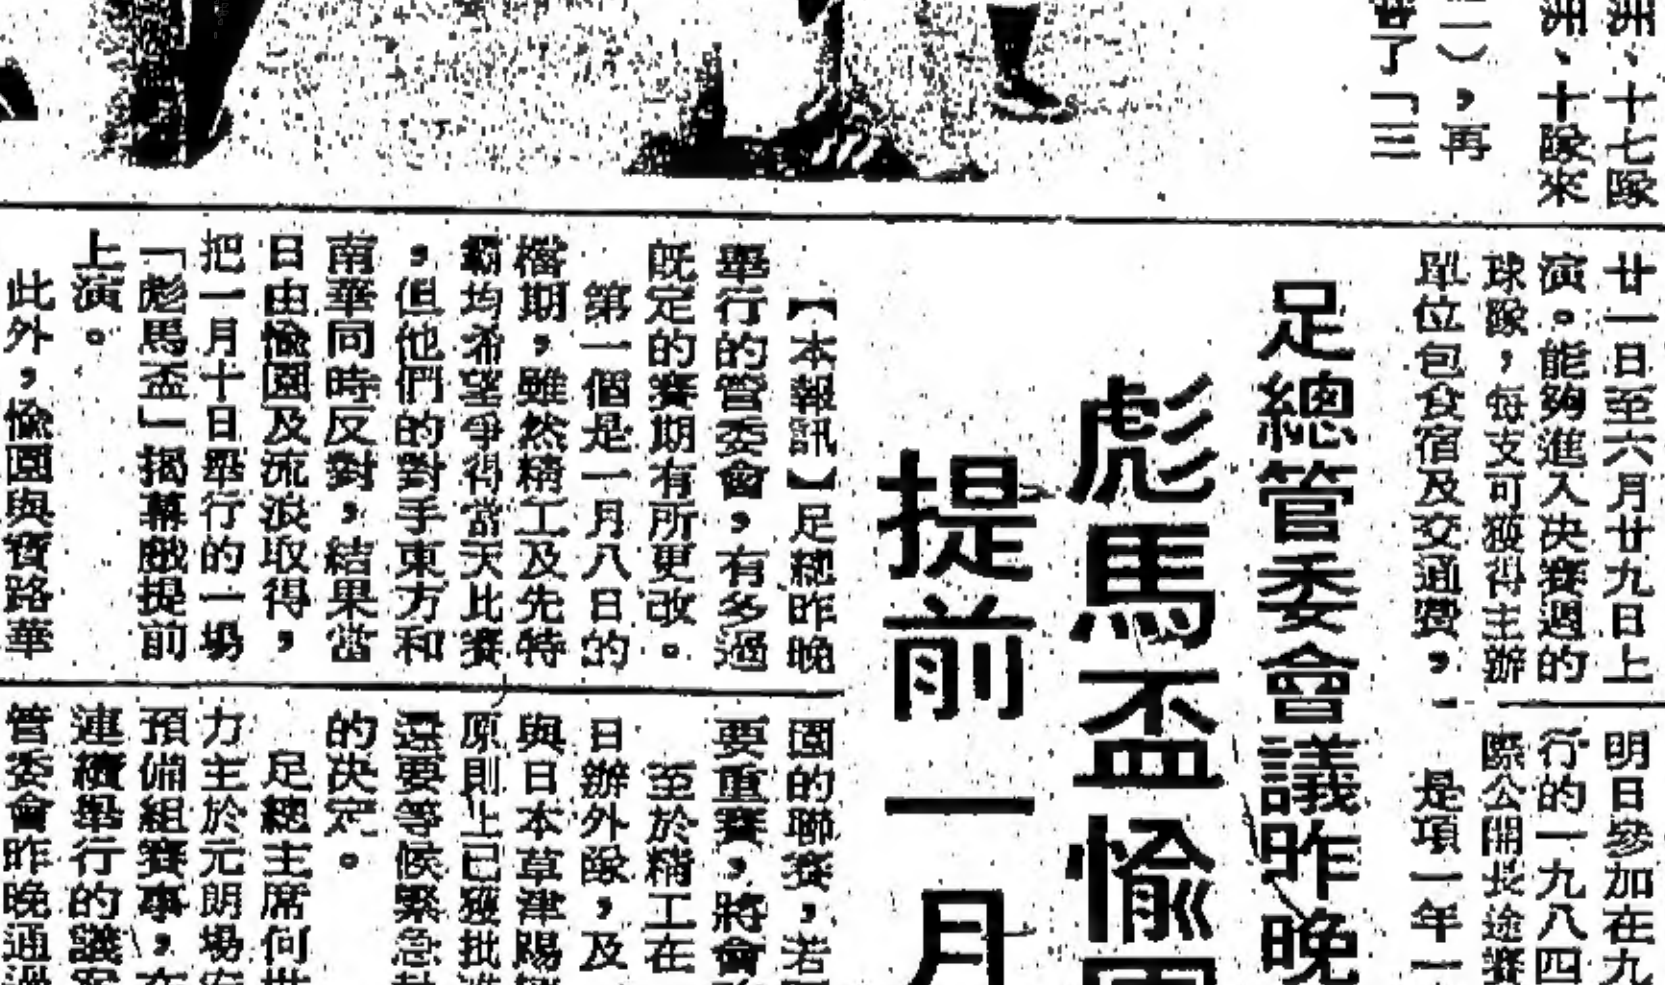 洲、十七隊
洲、十隊來
一），再
了「三
廿一日至六月廿九日上
演。能夠進入決賽週的
球隊，每支可獲得主辦
單位包食宿及交通費，
明日參加在九
行的一九八四
際公開長途賽
是項一年一
足總管委會議昨晚
彪馬盃愉園
提前一月
【本報訊】足總昨晚
舉行的管委會，有多過
既定的賽期有所更改。
第一個是一月八日的
檔期，雖然精工及先特
霸均希望爭得當天比賽
，但他們的對手東方和
南華同時反對，結果當
日由愉園及流浪取得，
把一月十日舉行的一場
「彪馬盃」揭幕戲提前
上演。
此外，愉園與寶路華
園的聯賽，若
要重賽，將會
至於精工在
日辦外隊，及
與日本草津賜
原則上已獲批准
還要等候緊急
的決定。
足總主席何世
力主於元朗場
預備組賽事，在
連續舉行的議案
管委會昨晚通過